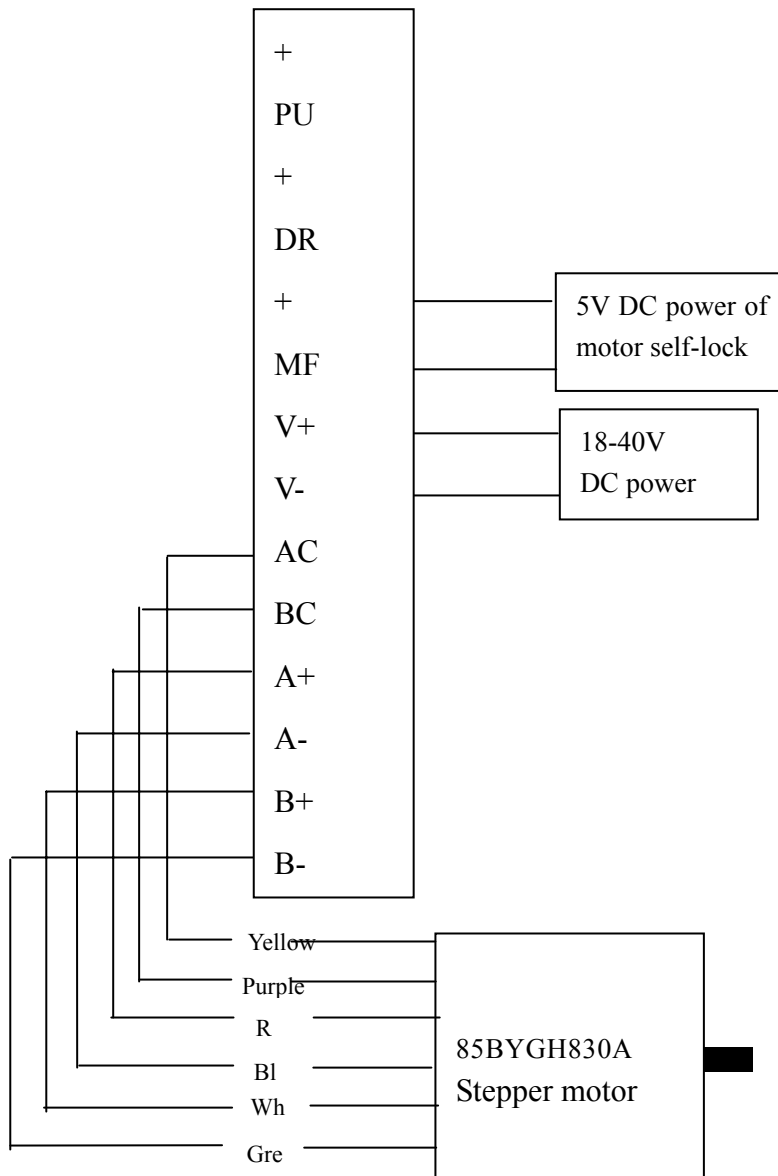 +
PU
+
DR
+
MF
V+
V-
AC
BC
A+
A-
B+
B-
5V DC power of
motor self-lock
18-40V
DC power
Yellow
Purple
R
Bl
Wh
Gre
85BYGH830A
Stepper motor